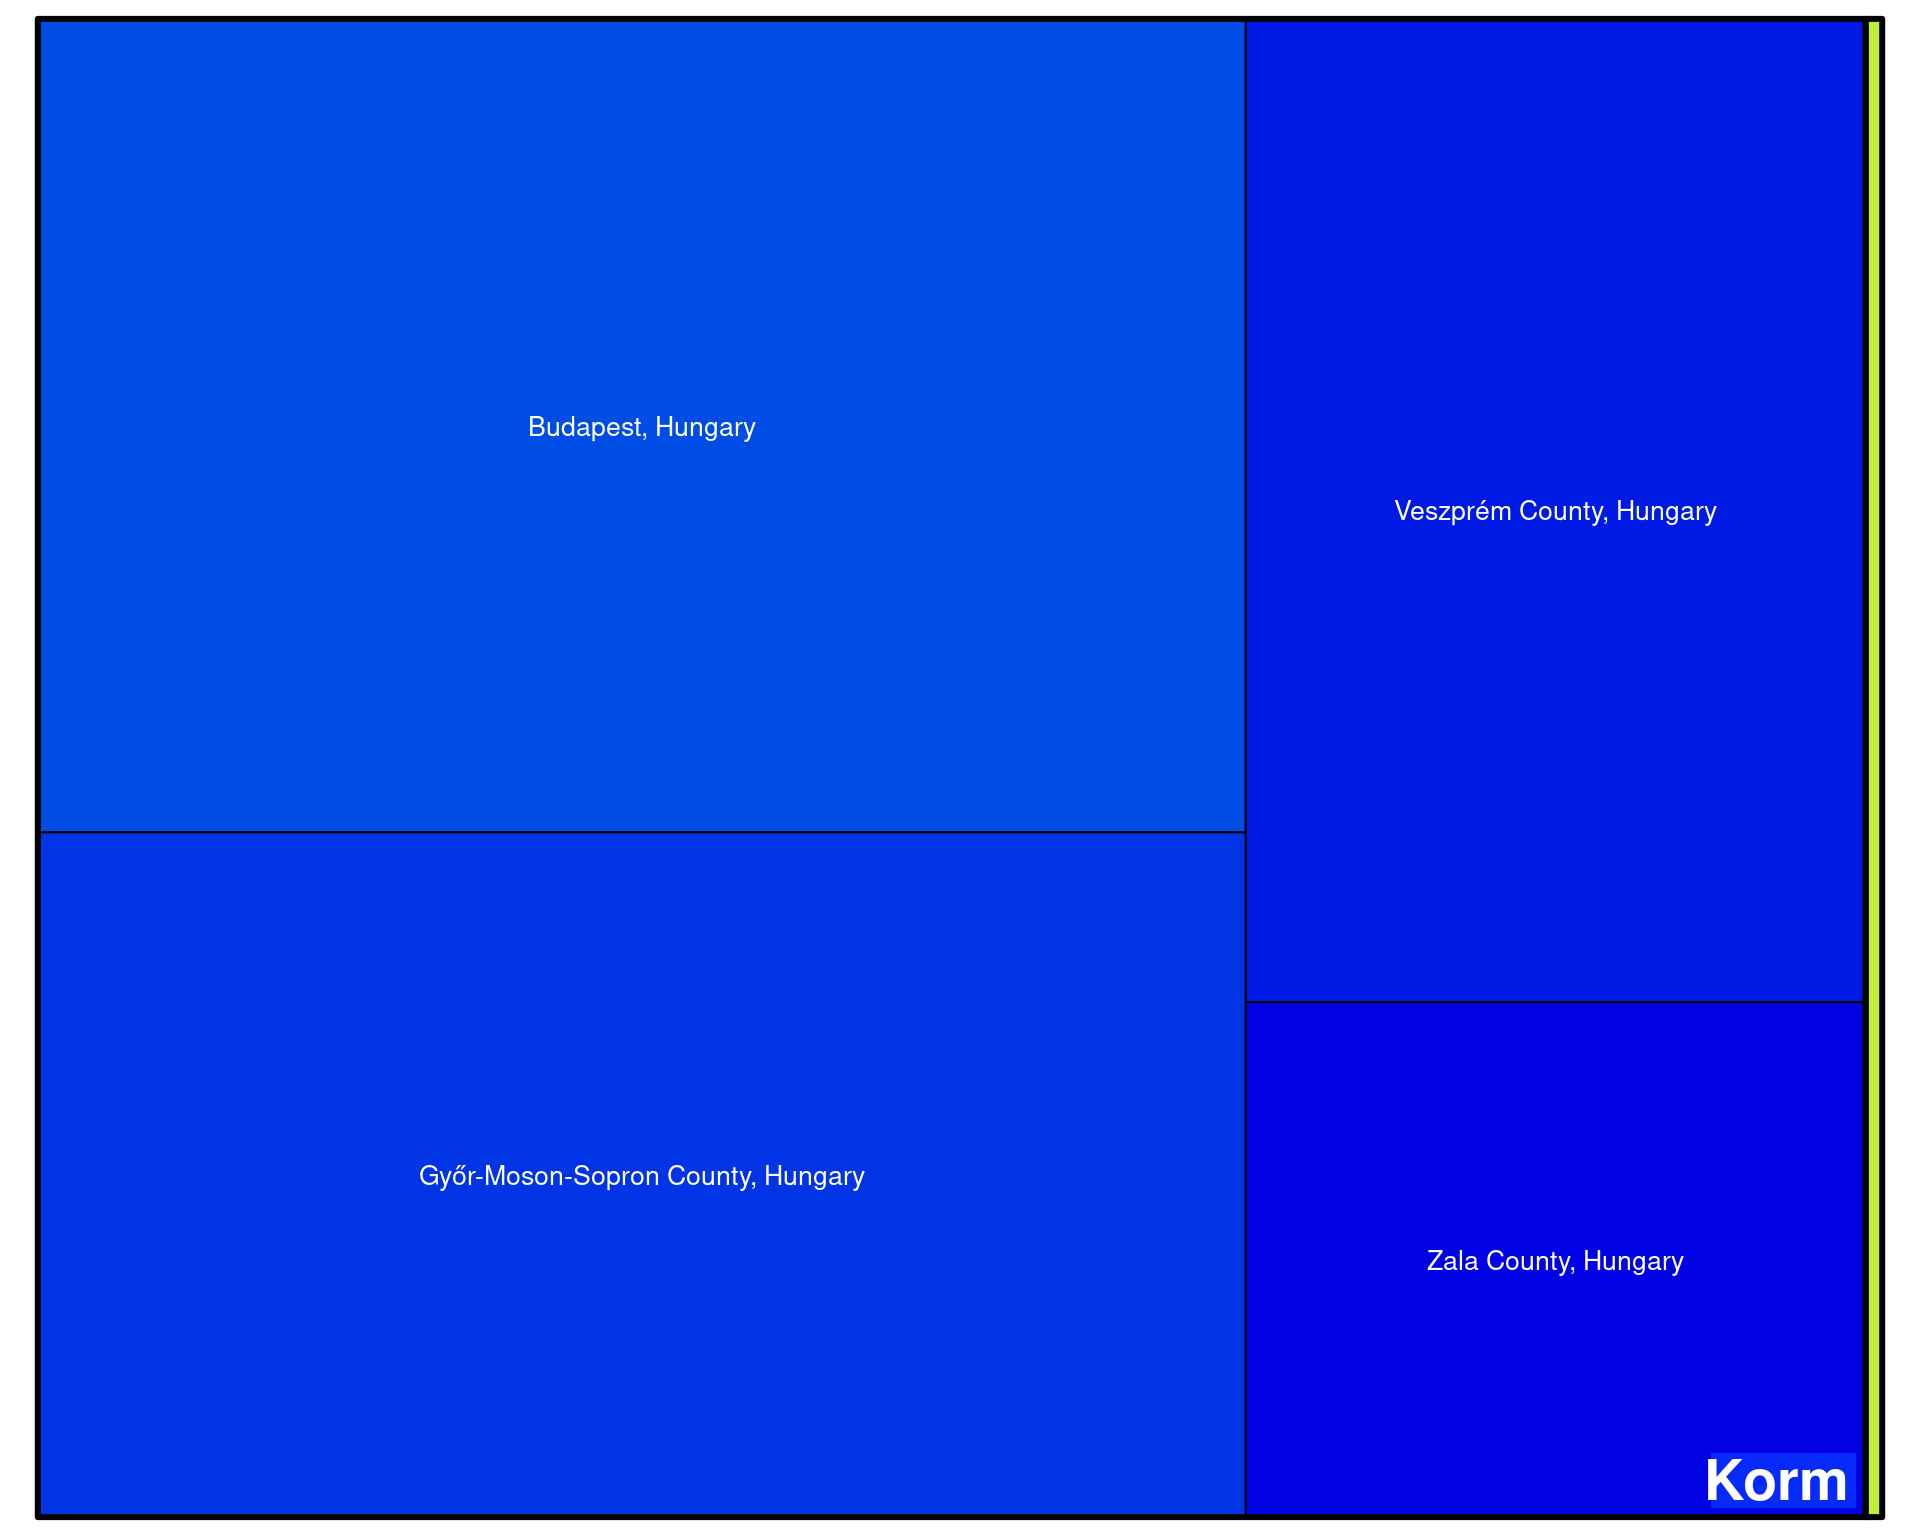 Budapest, Hungary
Veszprém County, Hungary
Győr-Moson-Sopron County, Hungary
Zala County, Hungary
Korm